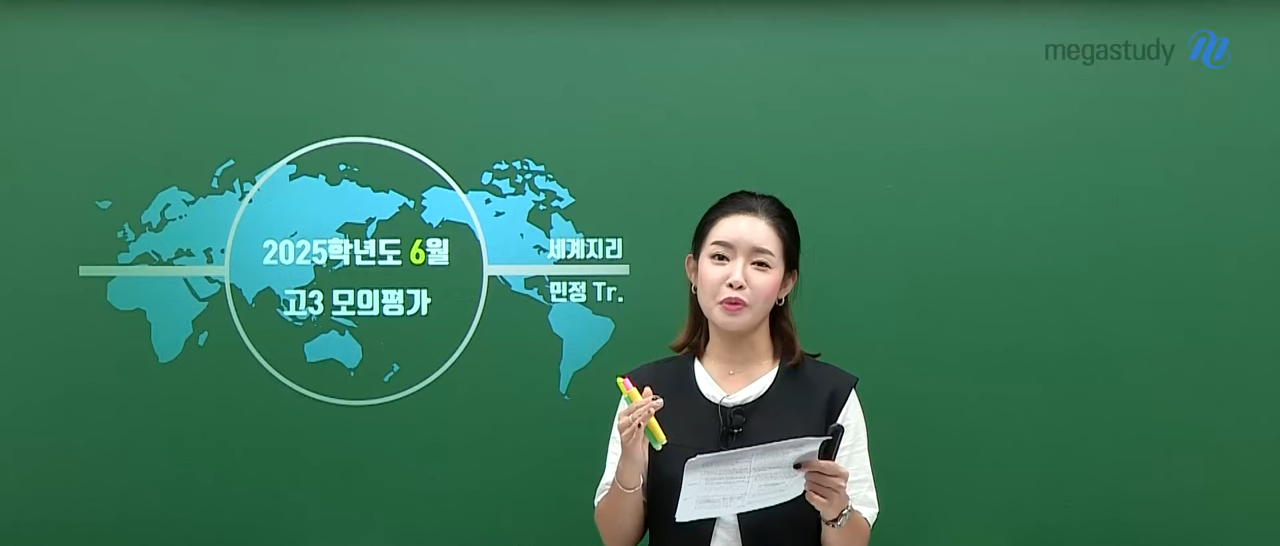 megastudy
2025학년도 6월
고3 모의평가
세계지리
민정 Tr.